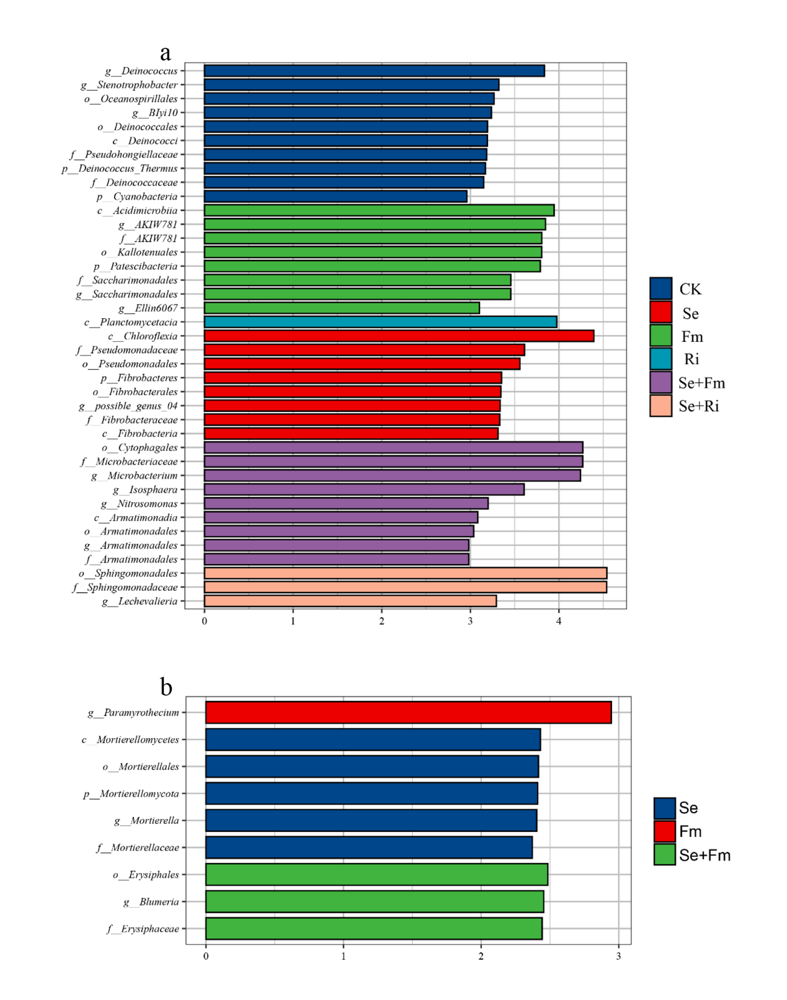 a
g__Deinococcus
g__Stenotrophobacter
o__Oceanospirillales
g__BIyi10
o__Deinococcales
c__Deinococci
f__Pseudohongiellaceae
p__Deinococcus_Thermus
f__Deinococcaceae
p__Cyanobacteria
c__Acidimicrobiia
g__AKIW781
f__AKIW781
o__Kallotenuales
p__Patescibacteria
f__Saccharimonadales
g__Saccharimonadales
g__Ellin6067
c__Planctomycetacia
c__Chloroflexia
f__Pseudomonadaceae
o__Pseudomonadales
p__Fibrobacteres
o__Fibrobacterales
g__possible_genus_04
f__Fibrobacteraceae
c__Fibrobacteria
o__Cytophagales
f__Microbacteriaceae
g__Microbacterium
g__Isosphaera
g__Nitrosomonas
c__Armatimonadia
o__Armatimonadales
g__Armatimonadales
f__Armatimonadales
o__Sphingomonadales
f__Sphingomonadaceae
g__Lechevalieria
0 1 2 3 4
CK
Se
Fm
Ri
Se+Fm
Se+Ri
b
g__Paramyrothecium
c__Mortierellomycetes
o__Mortierellales
p__Mortierellomycota
g__Mortierella
f__Mortierellaceae
o__Erysiphales
g__Blumeria
f__Erysiphaceae
0 1 2 3
Se
Fm
Se+Fm